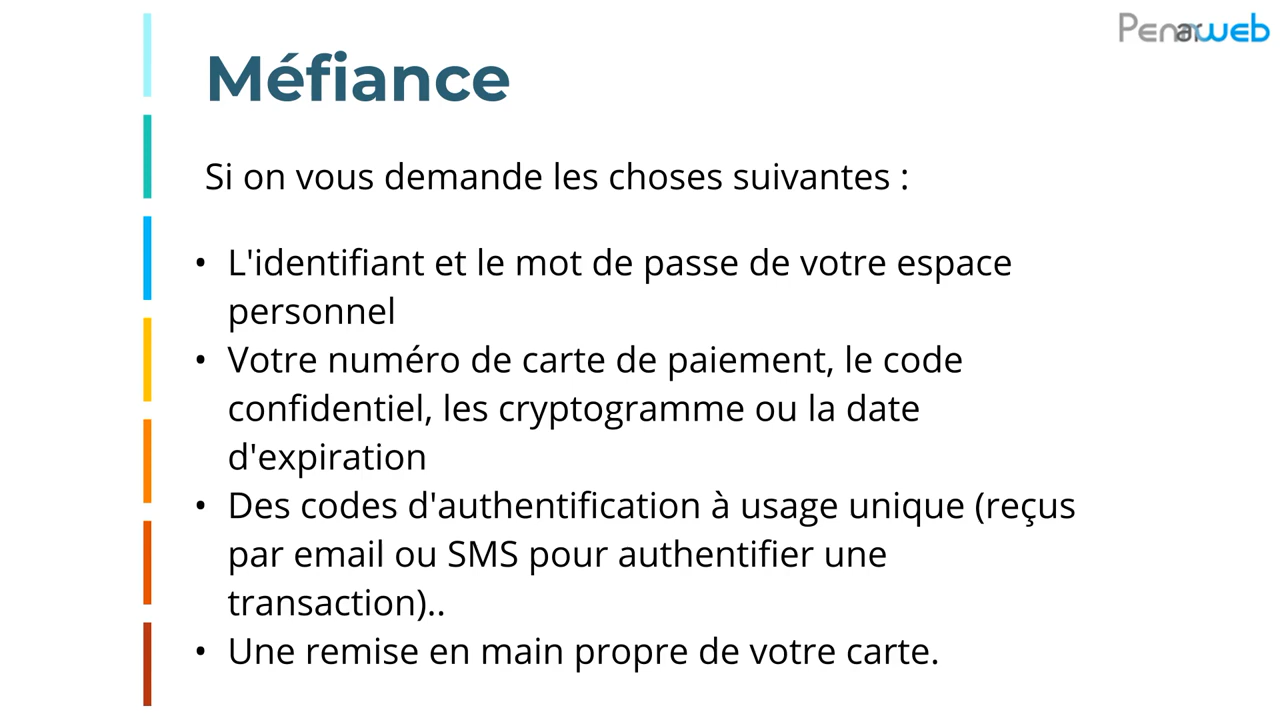 Penarweb
Méfiance
Si on vous demande les choses suivantes :
• L'identifiant et le mot de passe de votre espace
personnel
• Votre numéro de carte de paiement, le code
confidentiel, les cryptogramme ou la date
d'expiration
• Des codes d'authentification à usage unique (reçus
par email ou SMS pour authentifier une
transaction)..
• Une remise en main propre de votre carte.